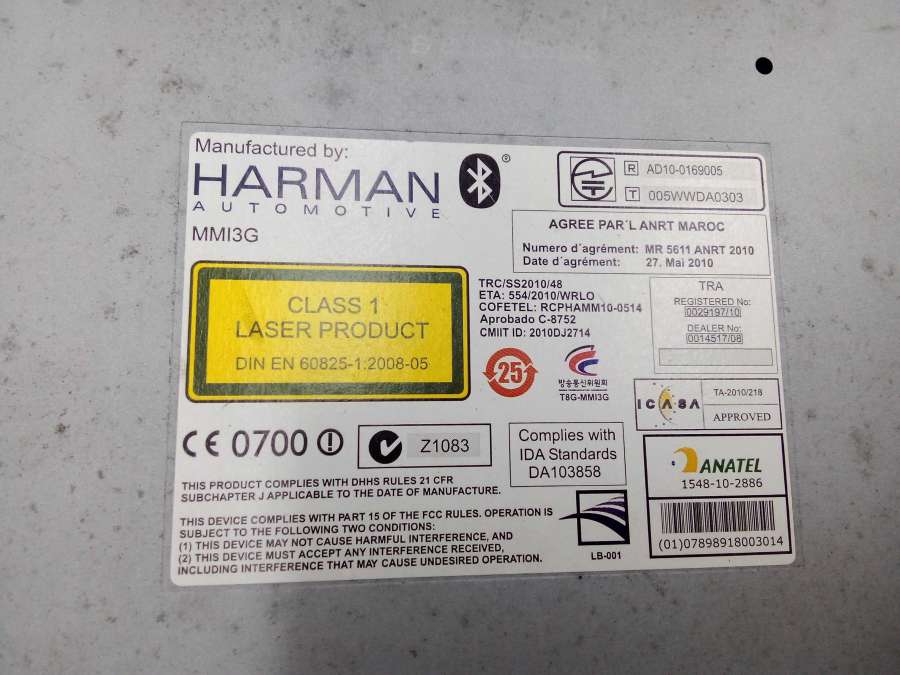 Manufactured by:
HARMAN
AUTOMOTIVE
MMI3G
R AD10-0169005
T 005WWDA0303
AGREE PAR´L ANRT MAROC
Numero d´agrément: MR 5611 ANRT 2010
Date d´agrément: 27. Mai 2010
CLASS 1
LASER PRODUCT
DIN EN 60825-1:2008-05
TRC/SS2010/48
ETA: 554/2010/WRLO
COFETEL: RCPHAMM10-0514
Aprobado C-8752
CMIIT ID: 2010DJ2714
TRA
REGISTERED No:
0029197/10
DEALER No:
0014517/08
25
방송통신위원회
T8G-MMI3G
ICASA
TA-2010/218
APPROVED
CE 0700
Z1083
Complies with
IDA Standards
DA103858
ANATEL
1548-10-2886
(01)07898918003014
THIS PRODUCT COMPLIES WITH DHHS RULES 21 CFR
SUBCHAPTER J APPLICABLE TO THE DATE OF MANUFACTURE.
THIS DEVICE COMPLIES WITH PART 15 OF THE FCC RULES. OPERATION IS
SUBJECT TO THE FOLLOWING TWO CONDITIONS:
(1) THIS DEVICE MAY NOT CAUSE HARMFUL INTERFERENCE, AND
(2) THIS DEVICE MUST ACCEPT ANY INTERFERENCE RECEIVED,
INCLUDING INTERFERENCE THAT MAY CAUSE UNDESIRED OPERATION.
LB-001